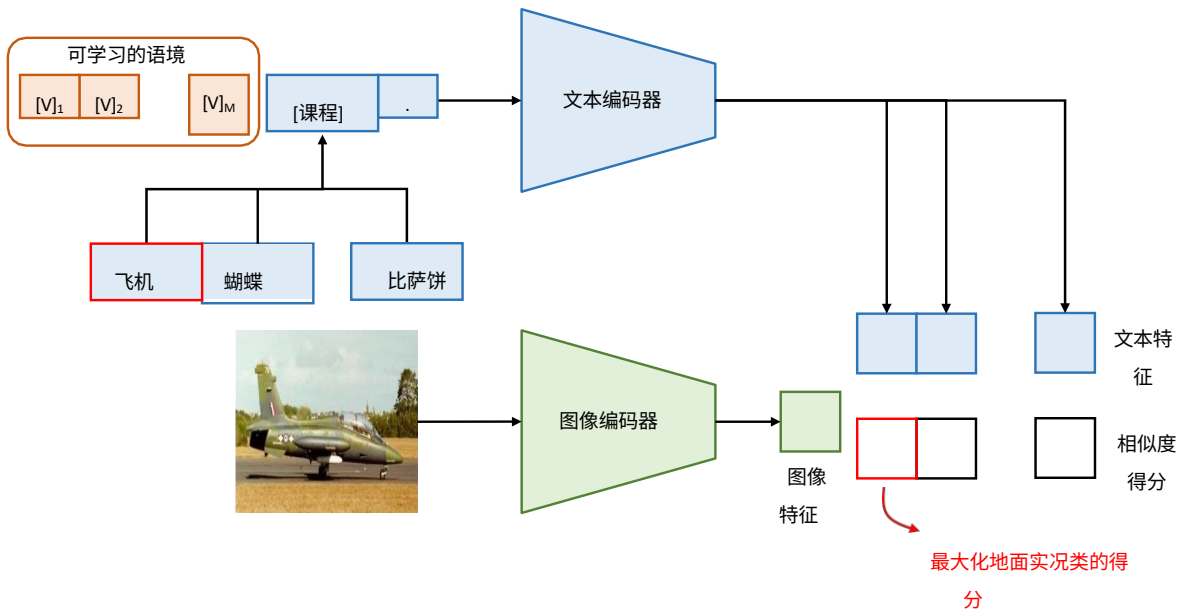 可学习的语境
[V]₁ [V]₂ [V]M
[课程] .
文本编码器
飞机 蝴蝶 比萨饼
文本特
征
图像编码器
相似度
得分
图像
特征
最大化地面实况类的得
分